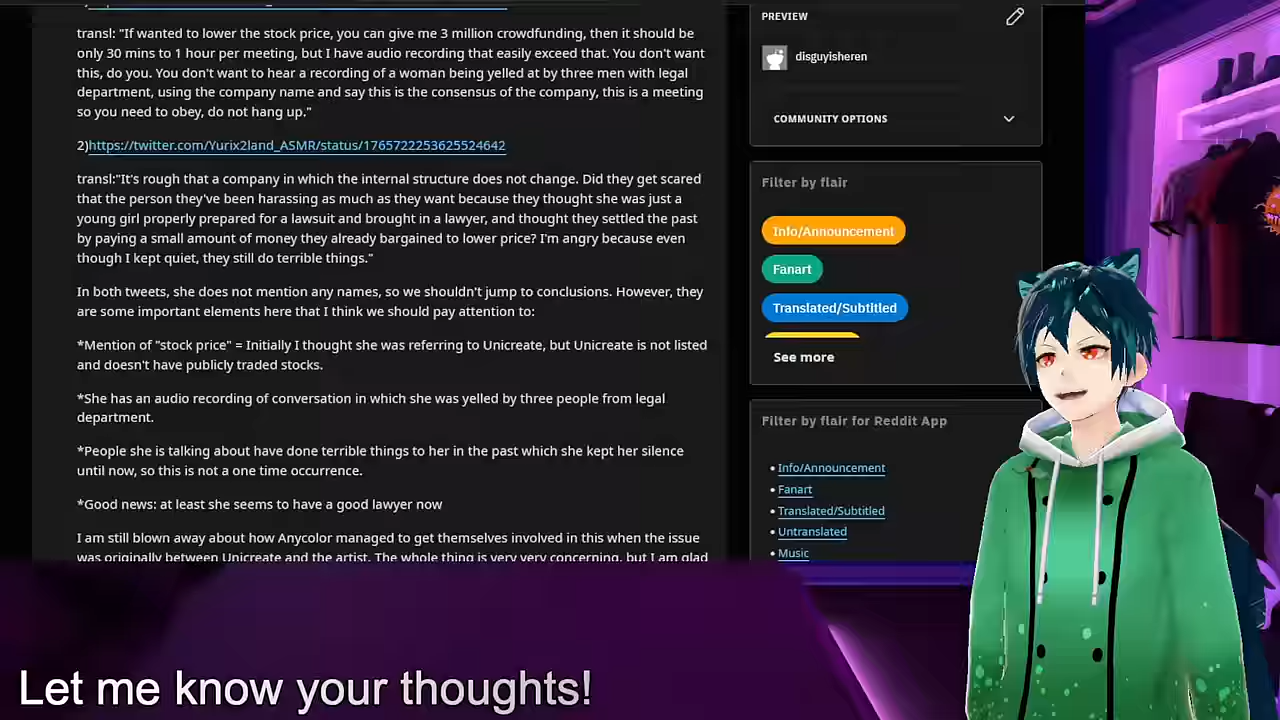 transl: "If wanted to lower the stock price, you can give me 3 million crowdfunding, then it should be
only 30 mins to 1 hour per meeting, but I have audio recording that easily exceed that. You don't want
this, do you. You don't want to hear a recording of a woman being yelled at by three men with legal
department, using the company name and say this is the consensus of the company, this is a meeting
so you need to obey, do not hang up."
2)https://twitter.com/Yurix2land_ASMR/status/1765722253625524642
transl:"It's rough that a company in which the internal structure does not change. Did they get scared
that the person they've been harassing as much as they want because they thought she was just a
young girl properly prepared for a lawsuit and brought in a lawyer, and thought they settled the past
by paying a small amount of money they already bargained to lower price? I'm angry because even
though I kept quiet, they still do terrible things."
In both tweets, she does not mention any names, so we shouldn't jump to conclusions. However, they
are some important elements here that I think we should pay attention to:
*Mention of "stock price" = Initially I thought she was referring to Unicreate, but Unicreate is not listed
and doesn't have publicly traded stocks.
*She has an audio recording of conversation in which she was yelled by three people from legal
department.
*People she is talking about have done terrible things to her in the past which she kept her silence
until now, so this is not a one time occurrence.
*Good news: at least she seems to have a good lawyer now
I am still blown away about how Anycolor managed to get themselves involved in this when the issue
was originally between Unicreate and the artist. The whole thing is very very concerning, but I am glad
PREVIEW
disguyisheren
COMMUNITY OPTIONS
Filter by flair
Info/Announcement
Fanart
Translated/Subtitled
See more
Filter by flair for Reddit App
• Info/Announcement
• Fanart
• Translated/Subtitled
• Untranslated
• Music
Let me know your thoughts!